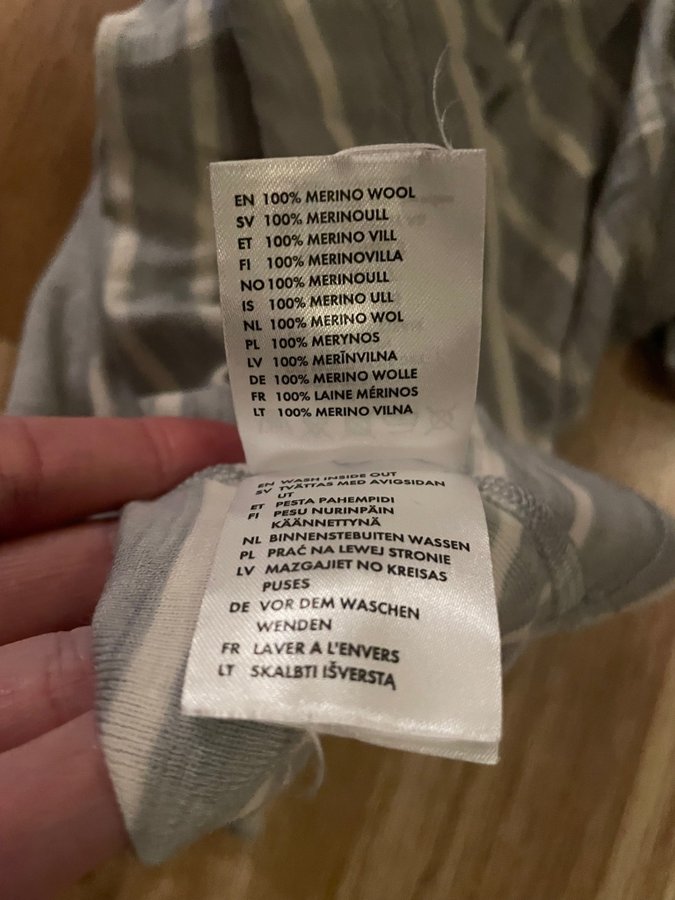 EN 100% MERINO WOOL
SV 100% MERINOULL
ET 100% MERINO VILL
FI 100% MERINOVILLA
NO 100% MERINOULL
IS 100% MERINO ULL
NL 100% MERINO WOL
PL 100% MERYNOS
LV 100% MERĪNVILNA
DE 100% MERINO WOLLE
FR 100% LAINE MÉRINOS
LT 100% MERINO VILNA
EN WASH INSIDE OUT
SV TVÄTTAS MED AVIGSIDAN
UT
ET PESTA PAHEMPIDI
FI PESU NURINPÄIN
KÄÄNNETTYNÄ
NL BINNENSTEBUITEN WASSEN
PL PRAĆ NA LEWEJ STRONIE
LV MAZGAJIET NO KREISAS
PUSES
DE VOR DEM WASCHEN
WENDEN
FR LAVER A L'ENVERS
LT SKALBTI IŠVERSTĄ